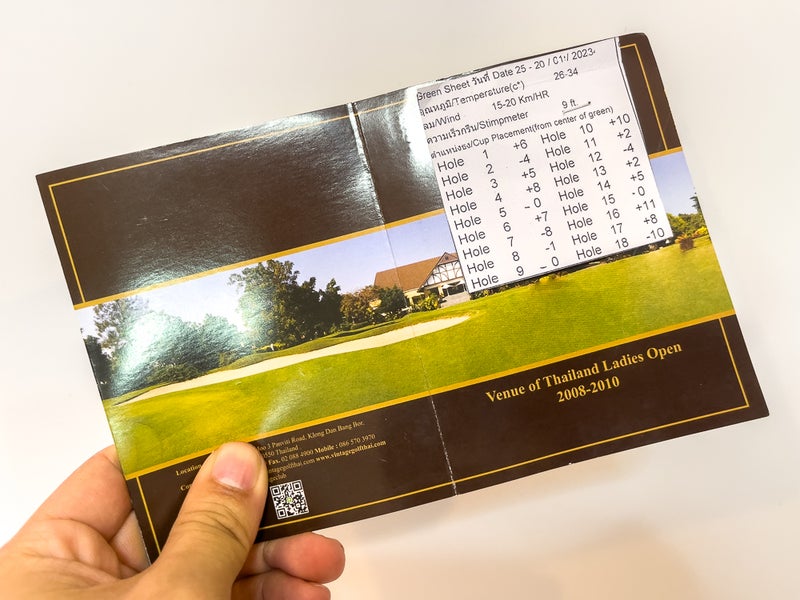 Green Sheet วันที่ Date 25 - 20 / 01 / 2023
อุณหภูมิ/Temperature(c°) 26-34
ลม/Wind 15-20 Km/HR
ความเร็วกรีน/Stimpmeter 9 ft.
ตำแหน่งธง/Cup Placement(from center of green)
Hole 1 +6 Hole 10 +10
Hole 2 -4 Hole 11 +2
Hole 3 +5 Hole 12 -4
Hole 4 +8 Hole 13 +2
Hole 5 - 0 Hole 14 +5
Hole 6 +7 Hole 15 - 0
Hole 7 -8 Hole 16 +11
Hole 8 -1 Hole 17 +8
Hole 9 - 0 Hole 18 -10
Venue of Thailand Ladies Open
2008-2010
Location
Moo 3 Panviti Road. Klong Dan Bang Bor.
Thailand
Fax. 02 088 4900 Mobile : 086 570 3970
www.vintagegolfthai.com